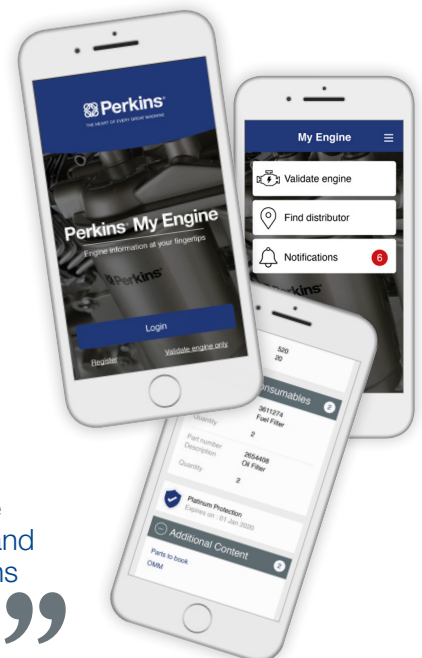 Perkins®
THE HEART OF EVERY GREAT MACHINE
Perkins® My Engine
Engine information at your fingertips
Perkins
Login
Register
Validate engine only
My Engine
Validate engine
Find distributor
Notifications
6
Perkins
520
20
onsumables
2
3611274
Fuel Filter
Quantity
2
Part number
2654408
Description
Oil Filter
Quantity
2
Platinum Protection
Expires on : 01 Jan 2020
Additional Content
2
Parts to book
OMM
and
ns
”